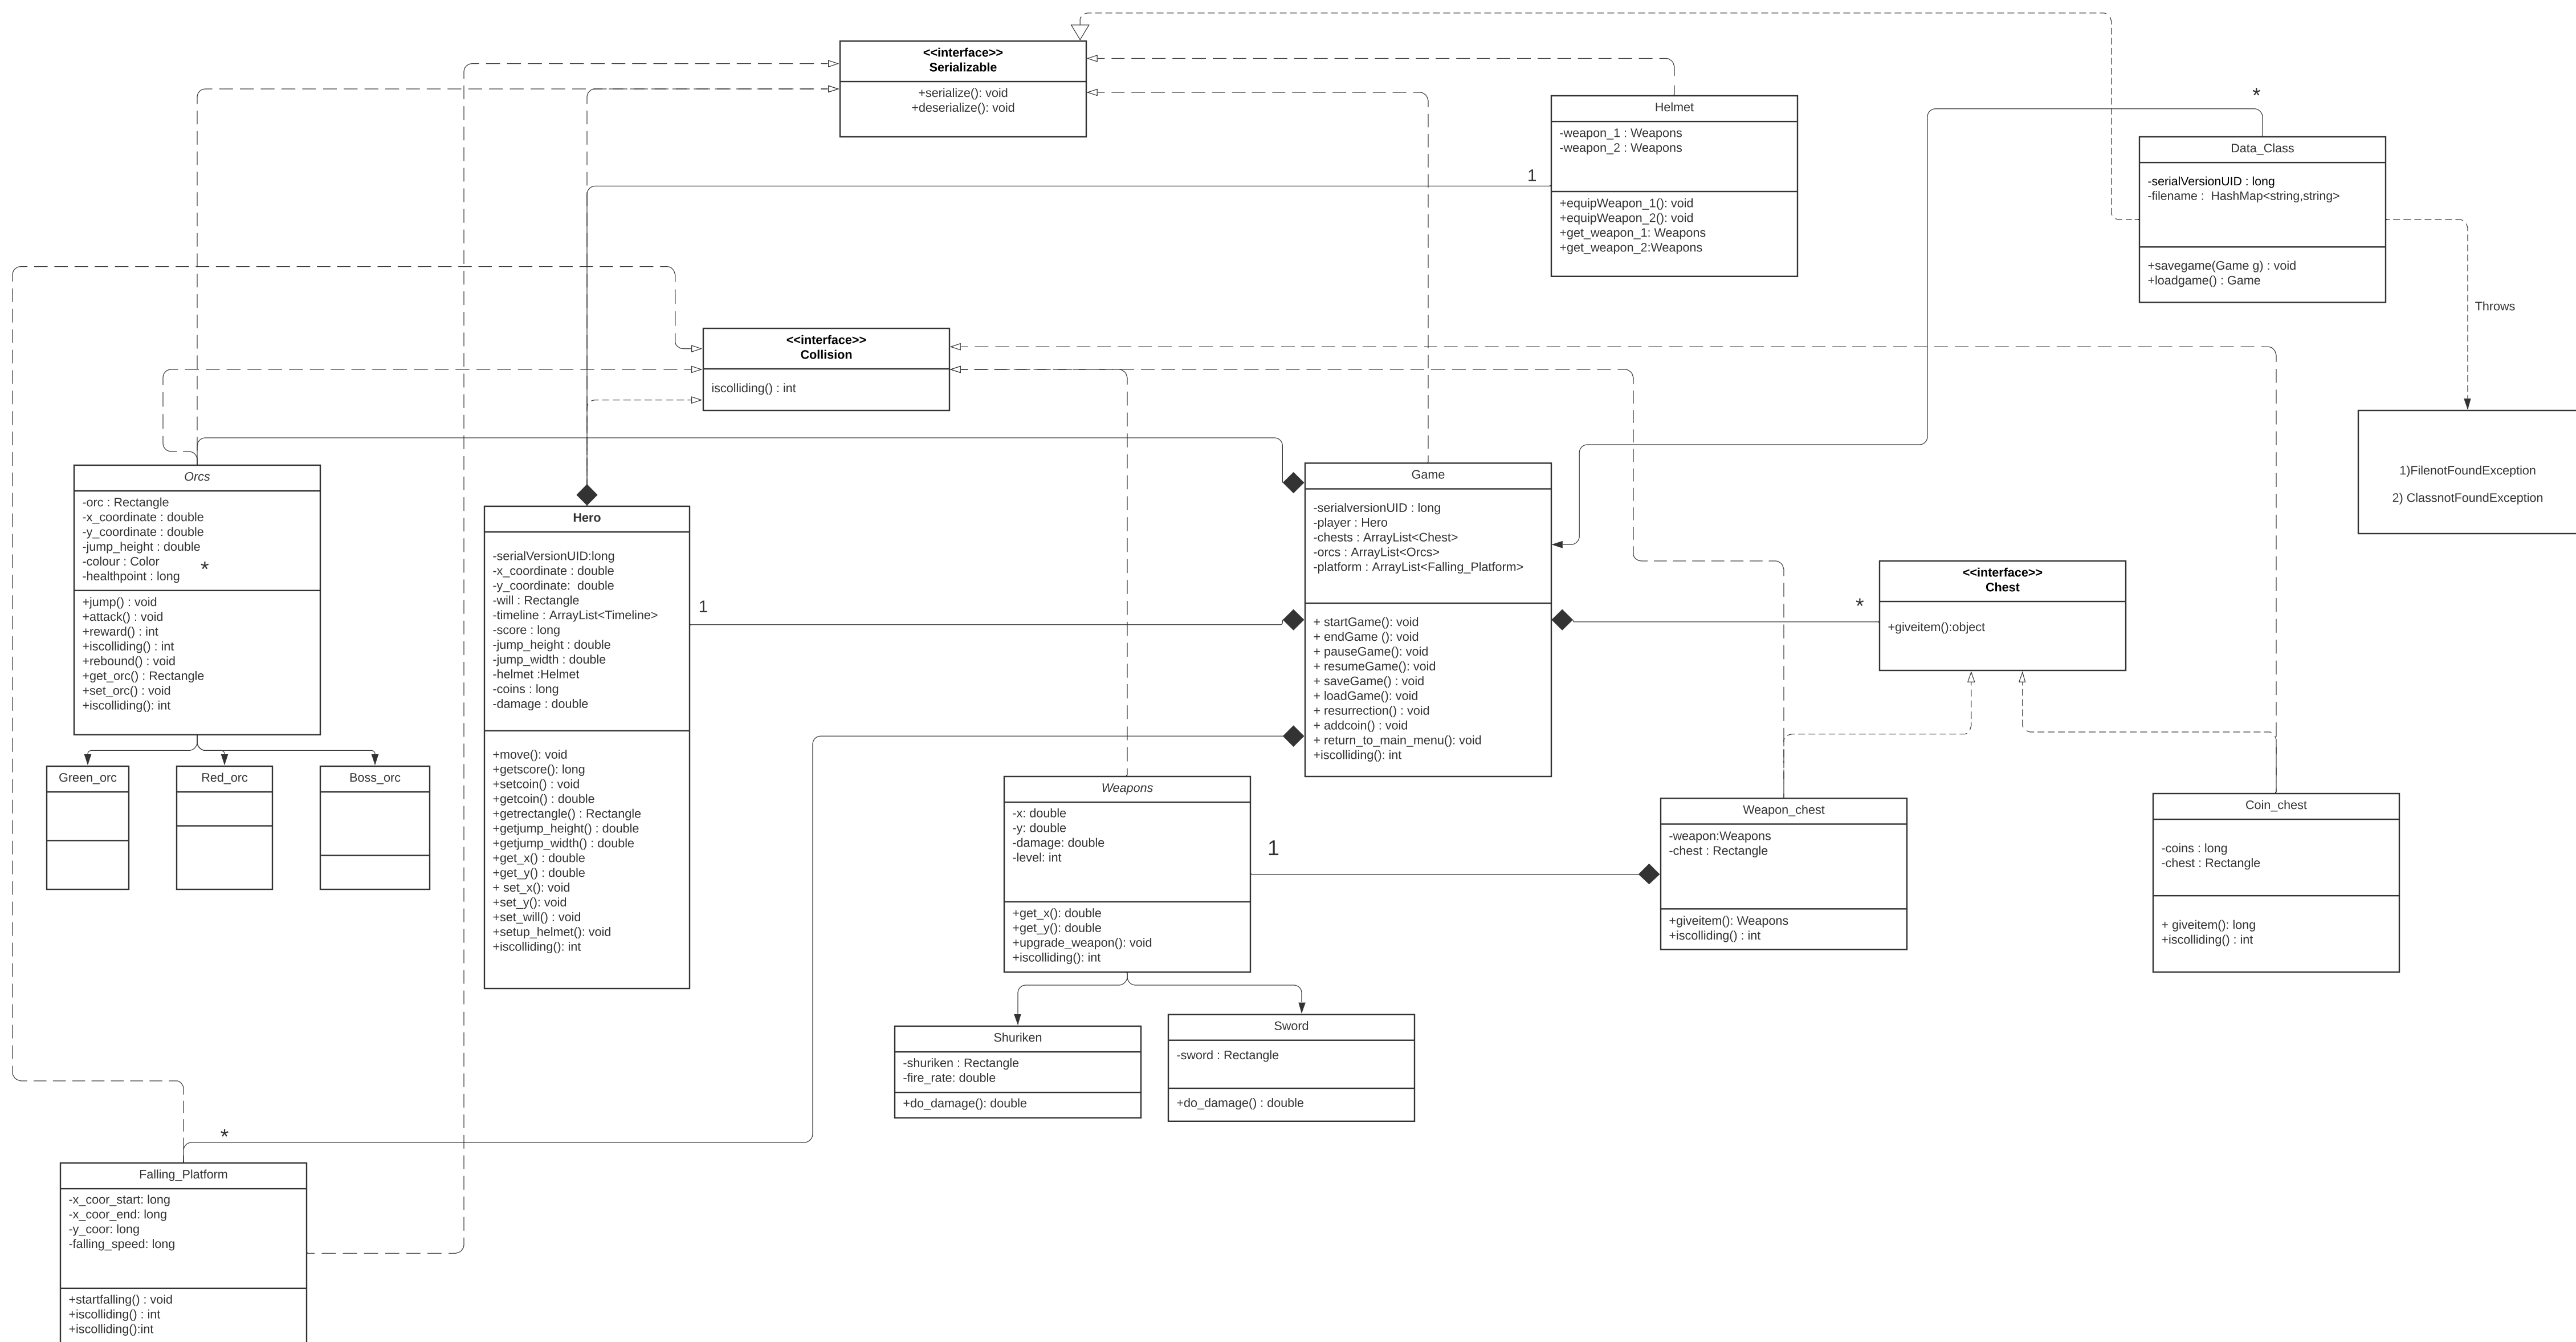 <<interface>>
Serializable
+serialize(): void
+deserialize(): void
Helmet
-weapon_1 : Weapons
-weapon_2 : Weapons
+equipWeapon_1(): void
+equipWeapon_2(): void
+get_weapon_1: Weapons
+get_weapon_2:Weapons
1
*
Data_Class
-serialVersionUID : long
-filename :  HashMap<string,string>
+savegame(Game g) : void
+loadgame() : Game
Throws
1)FilenotFoundException
2) ClassnotFoundException
<<interface>>
Collision
iscolliding() : int
Orcs
-orc : Rectangle
-x_coordinate : double
-y_coordinate : double
-jump_height : double
-colour : Color
-healthpoint : long
*
+jump() : void
+attack() : void
+reward() : int
+iscolliding() : int
+rebound() : void
+get_orc() : Rectangle
+set_orc() : void
+iscolliding(): int
Green_orc
Red_orc
Boss_orc
Hero
-serialVersionUID:long
-x_coordinate : double
-y_coordinate:  double
-will : Rectangle
-timeline : ArrayList<Timeline>
-score : long
-jump_height : double
-jump_width : double
-helmet :Helmet
-coins : long
-damage : double
+move(): void
+getscore(): long
+setcoin() : void
+getcoin() : double
+getrectangle() : Rectangle
+getjump_height() : double
+getjump_width() : double
+get_x() : double
+get_y() : double
+ set_x(): void
+set_y(): void
+set_will() : void
+setup_helmet(): void
+iscolliding(): int
1
Game
-serialversionUID : long
-player : Hero
-chests : ArrayList<Chest>
-orcs : ArrayList<Orcs>
-platform : ArrayList<Falling_Platform>
+ startGame(): void
+ endGame (): void
+ pauseGame(): void
+ resumeGame(): void
+ saveGame() : void
+ loadGame(): void
+ resurrection() : void
+ addcoin() : void
+ return_to_main_menu(): void
+iscolliding(): int
*
<<interface>>
Chest
+giveitem():object
Weapons
-x: double
-y: double
-damage: double
-level: int
+get_x(): double
+get_y(): double
+upgrade_weapon(): void
+iscolliding(): int
1
Weapon_chest
-weapon:Weapons
-chest : Rectangle
+giveitem(): Weapons
+iscolliding() : int
Coin_chest
-coins : long
-chest : Rectangle
+ giveitem(): long
+iscolliding() : int
Shuriken
-shuriken : Rectangle
-fire_rate: double
+do_damage(): double
Sword
-sword : Rectangle
+do_damage() : double
*
Falling_Platform
-x_coor_start: long
-x_coor_end: long
-y_coor: long
-falling_speed: long
+startfalling() : void
+iscolliding() : int
+iscolliding():int